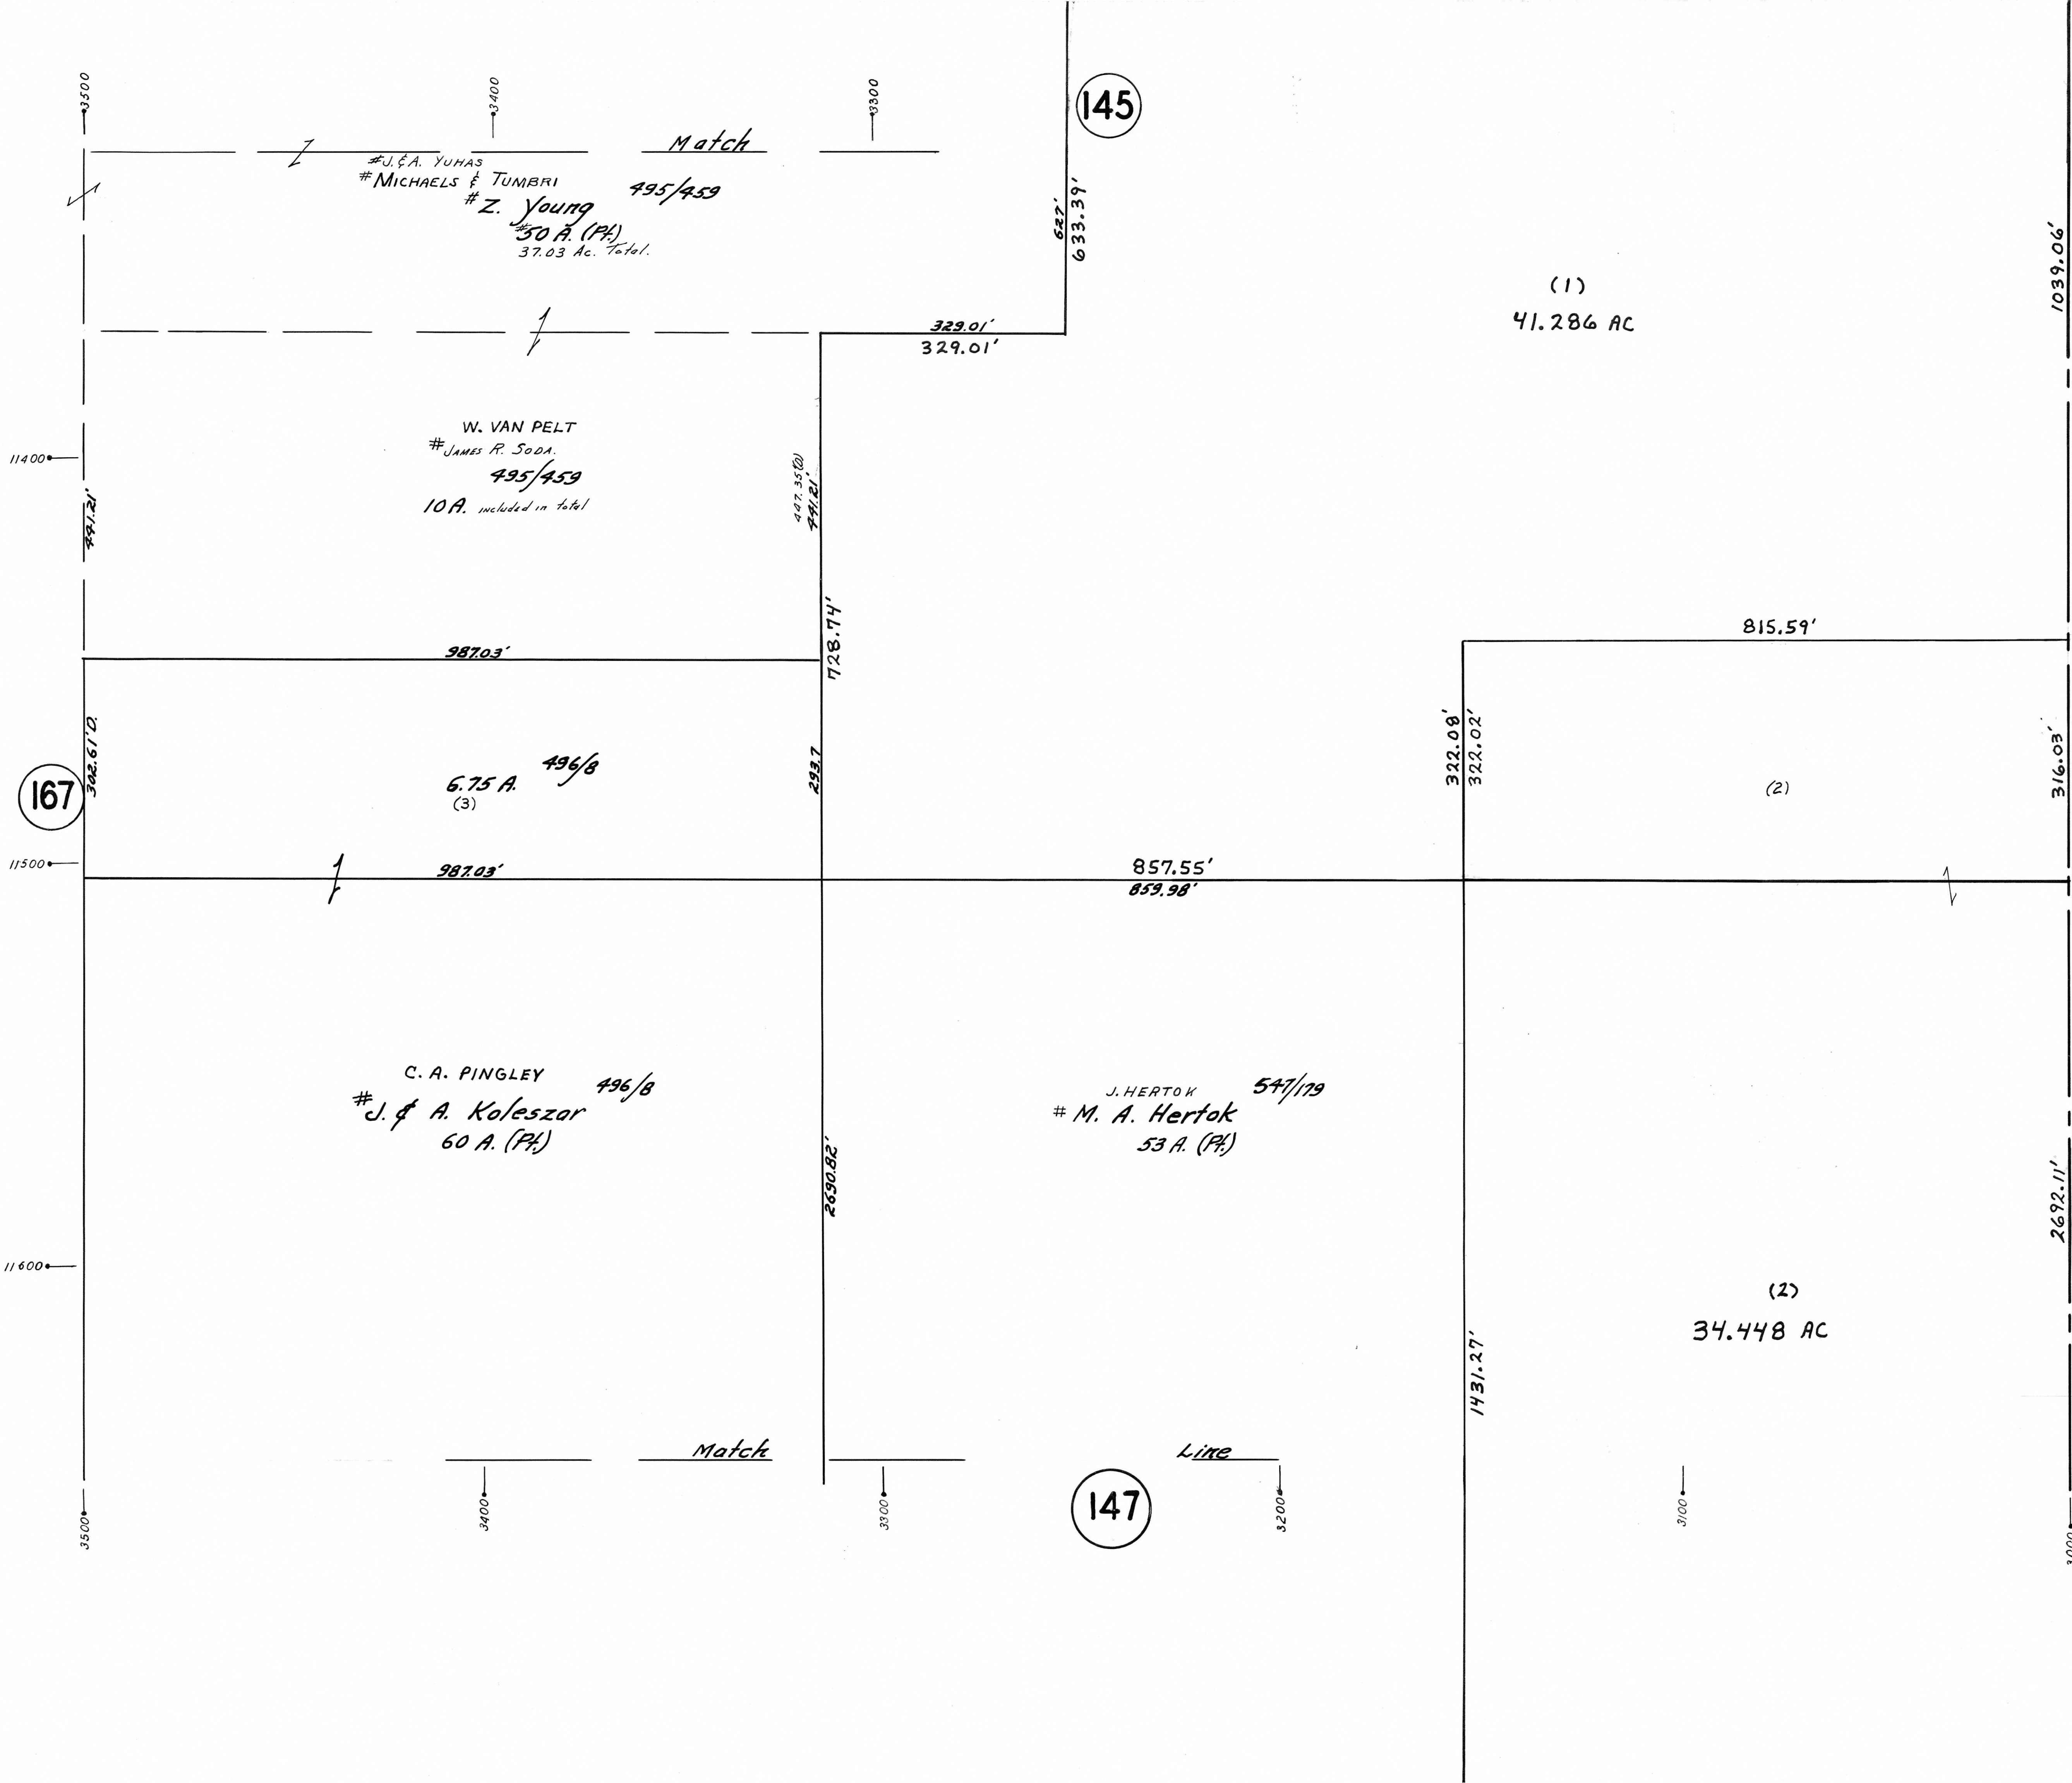 3500
3400
3300
145
Match
#J. & A. YUHAS
#MICHAELS & TUMBRI
#Z. Young
495/459
#50 A. (Pt.)
37.03 Ac. Total.
627'
633.39'
1039.06'
(1)
41.286 AC
329.01'
329.01'
W. VAN PELT
#JAMES R. SODA.
495/459
10 A. included in total
11400
441.21'
447.35(D)
441.21'
728.74'
815.59'
987.03'
302.61' D.
167
6.75 A.
496/8
(3)
293.7
322.08'
322.02'
(2)
316.03'
11500
987.03'
857.55'
859.98'
C. A. PINGLEY
#J. & A. Koleszar
496/8
60 A. (Pt.)
J. HERTOK
547/179
# M. A. Hertok
53 A. (Pt.)
2690.82'
2692.11'
11600
(2)
34.448 AC
1431.27'
Match
Line
3500
3400
3300
147
3200
3100
3000